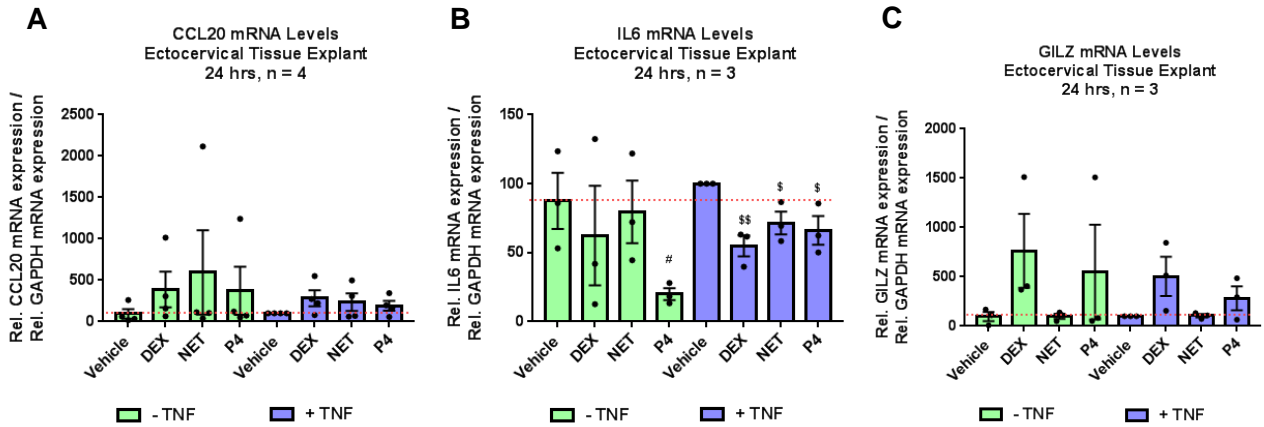 A
CCL20 mRNA Levels
Ectocervical Tissue Explant
24 hrs, n = 4
Rel. CCL20 mRNA expression /
Rel. GAPDH mRNA expression
2500
2000
1500
1000
500
0
Vehicle
DEX
NET
P4
Vehicle
DEX
NET
P4
- TNF
+ TNF
B
IL6 mRNA Levels
Ectocervical Tissue Explant
24 hrs, n = 3
Rel. IL6 mRNA expression /
Rel. GAPDH mRNA expression
150
100
50
0
#
$$
$
$
Vehicle
DEX
NET
P4
Vehicle
DEX
NET
P4
- TNF
+ TNF
C
GILZ mRNA Levels
Ectocervical Tissue Explant
24 hrs, n = 3
Rel. GILZ mRNA expression /
Rel. GAPDH mRNA expression
2000
1500
1000
500
0
Vehicle
DEX
NET
P4
Vehicle
DEX
NET
P4
- TNF
+ TNF